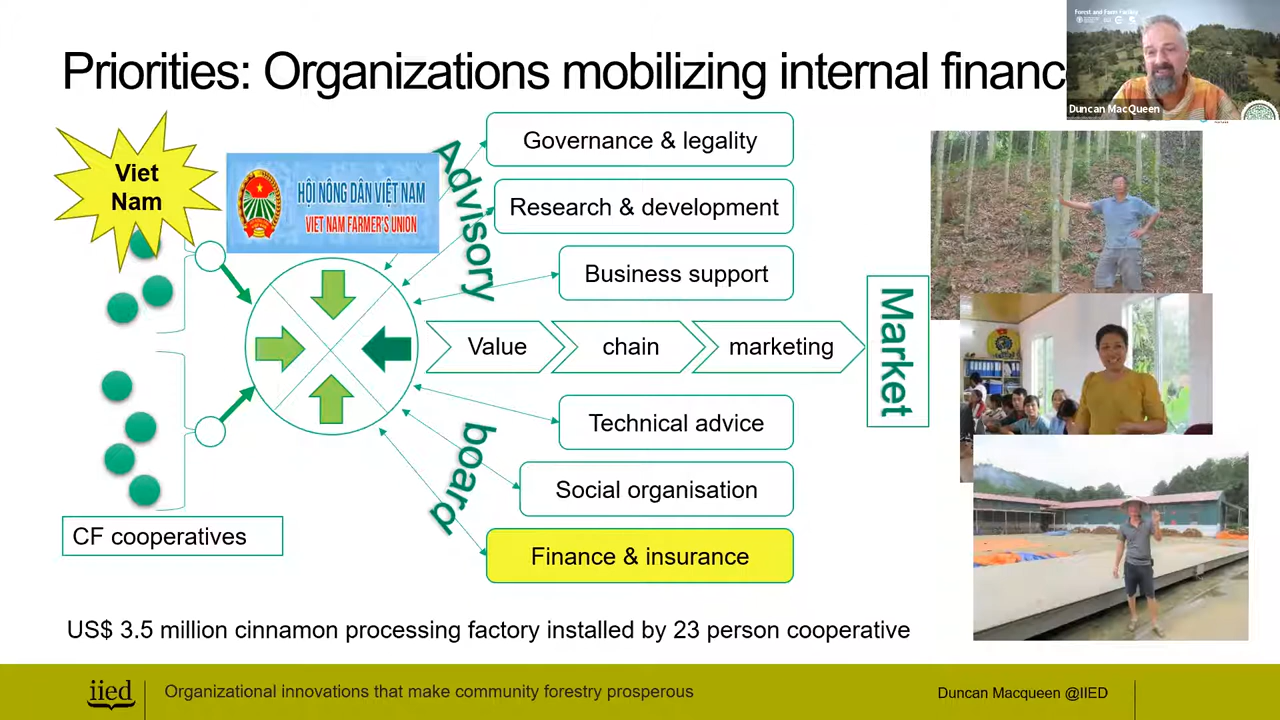 Priorities: Organizations mobilizing internal financ
Forest and Farm Facility
Duncan MacQueen
Viet
Nam
HỘI NÔNG DÂN VIỆT NAM
VIET NAM FARMER'S UNION
Advisory
board
Governance & legality
Research & development
Business support
Value chain marketing
Market
Technical advice
Social organisation
Finance & insurance
CF cooperatives
US$ 3.5 million cinnamon processing factory installed by 23 person cooperative
iied
Organizational innovations that make community forestry prosperous
Duncan Macqueen @IIED